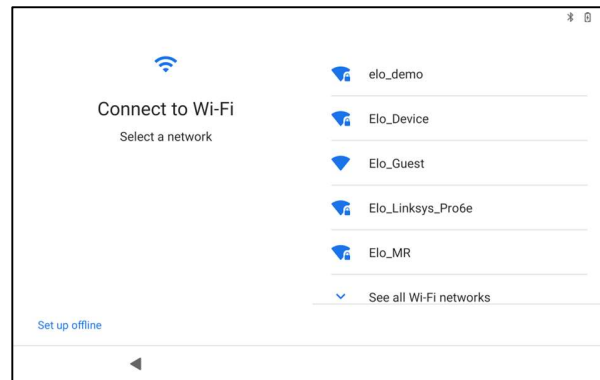 Connect to Wi-Fi
Select a network
elo_demo
Elo_Device
Elo_Guest
Elo_Linksys_Pro6e
Elo_MR
See all Wi-Fi networks
Set up offline